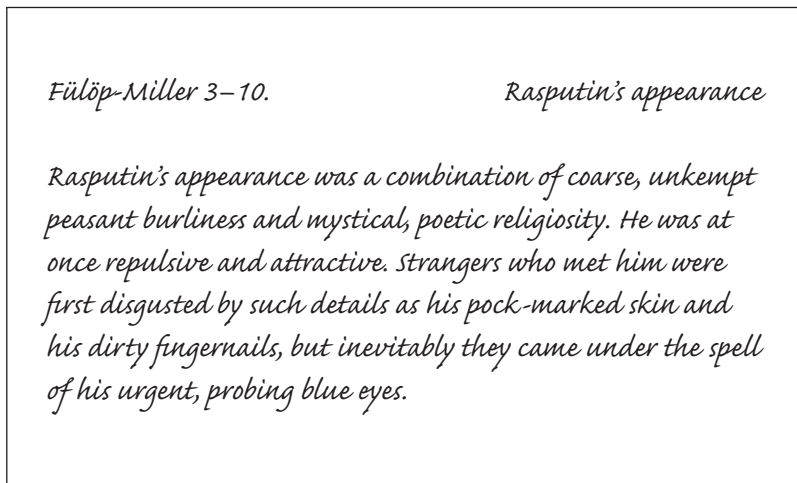 Fülöp-Miller 3–10. Rasputin's appearance
Rasputin's appearance was a combination of coarse, unkempt
peasant burliness and mystical, poetic religiosity. He was at
once repulsive and attractive. Strangers who met him were
first disgusted by such details as his pock-marked skin and
his dirty fingernails, but inevitably they came under the spell
of his urgent, probing blue eyes.